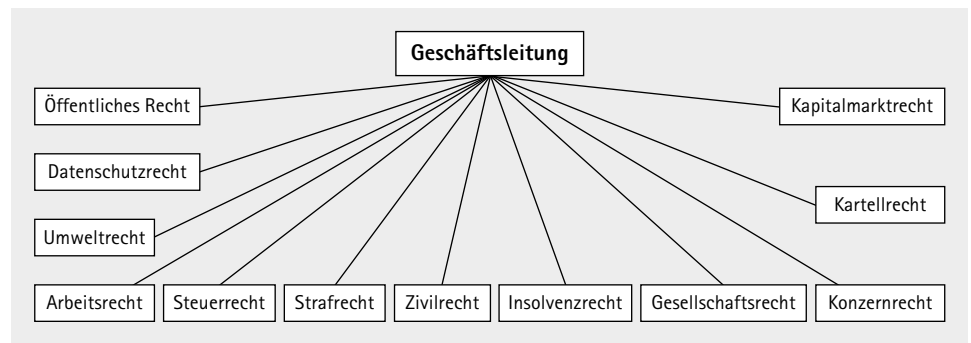 Geschäftsleitung
Öffentliches Recht
Kapitalmarktrecht
Datenschutzrecht
Kartellrecht
Umweltrecht
Arbeitsrecht
Steuerrecht
Strafrecht
Zivilrecht
Insolvenzrecht
Gesellschaftsrecht
Konzernrecht